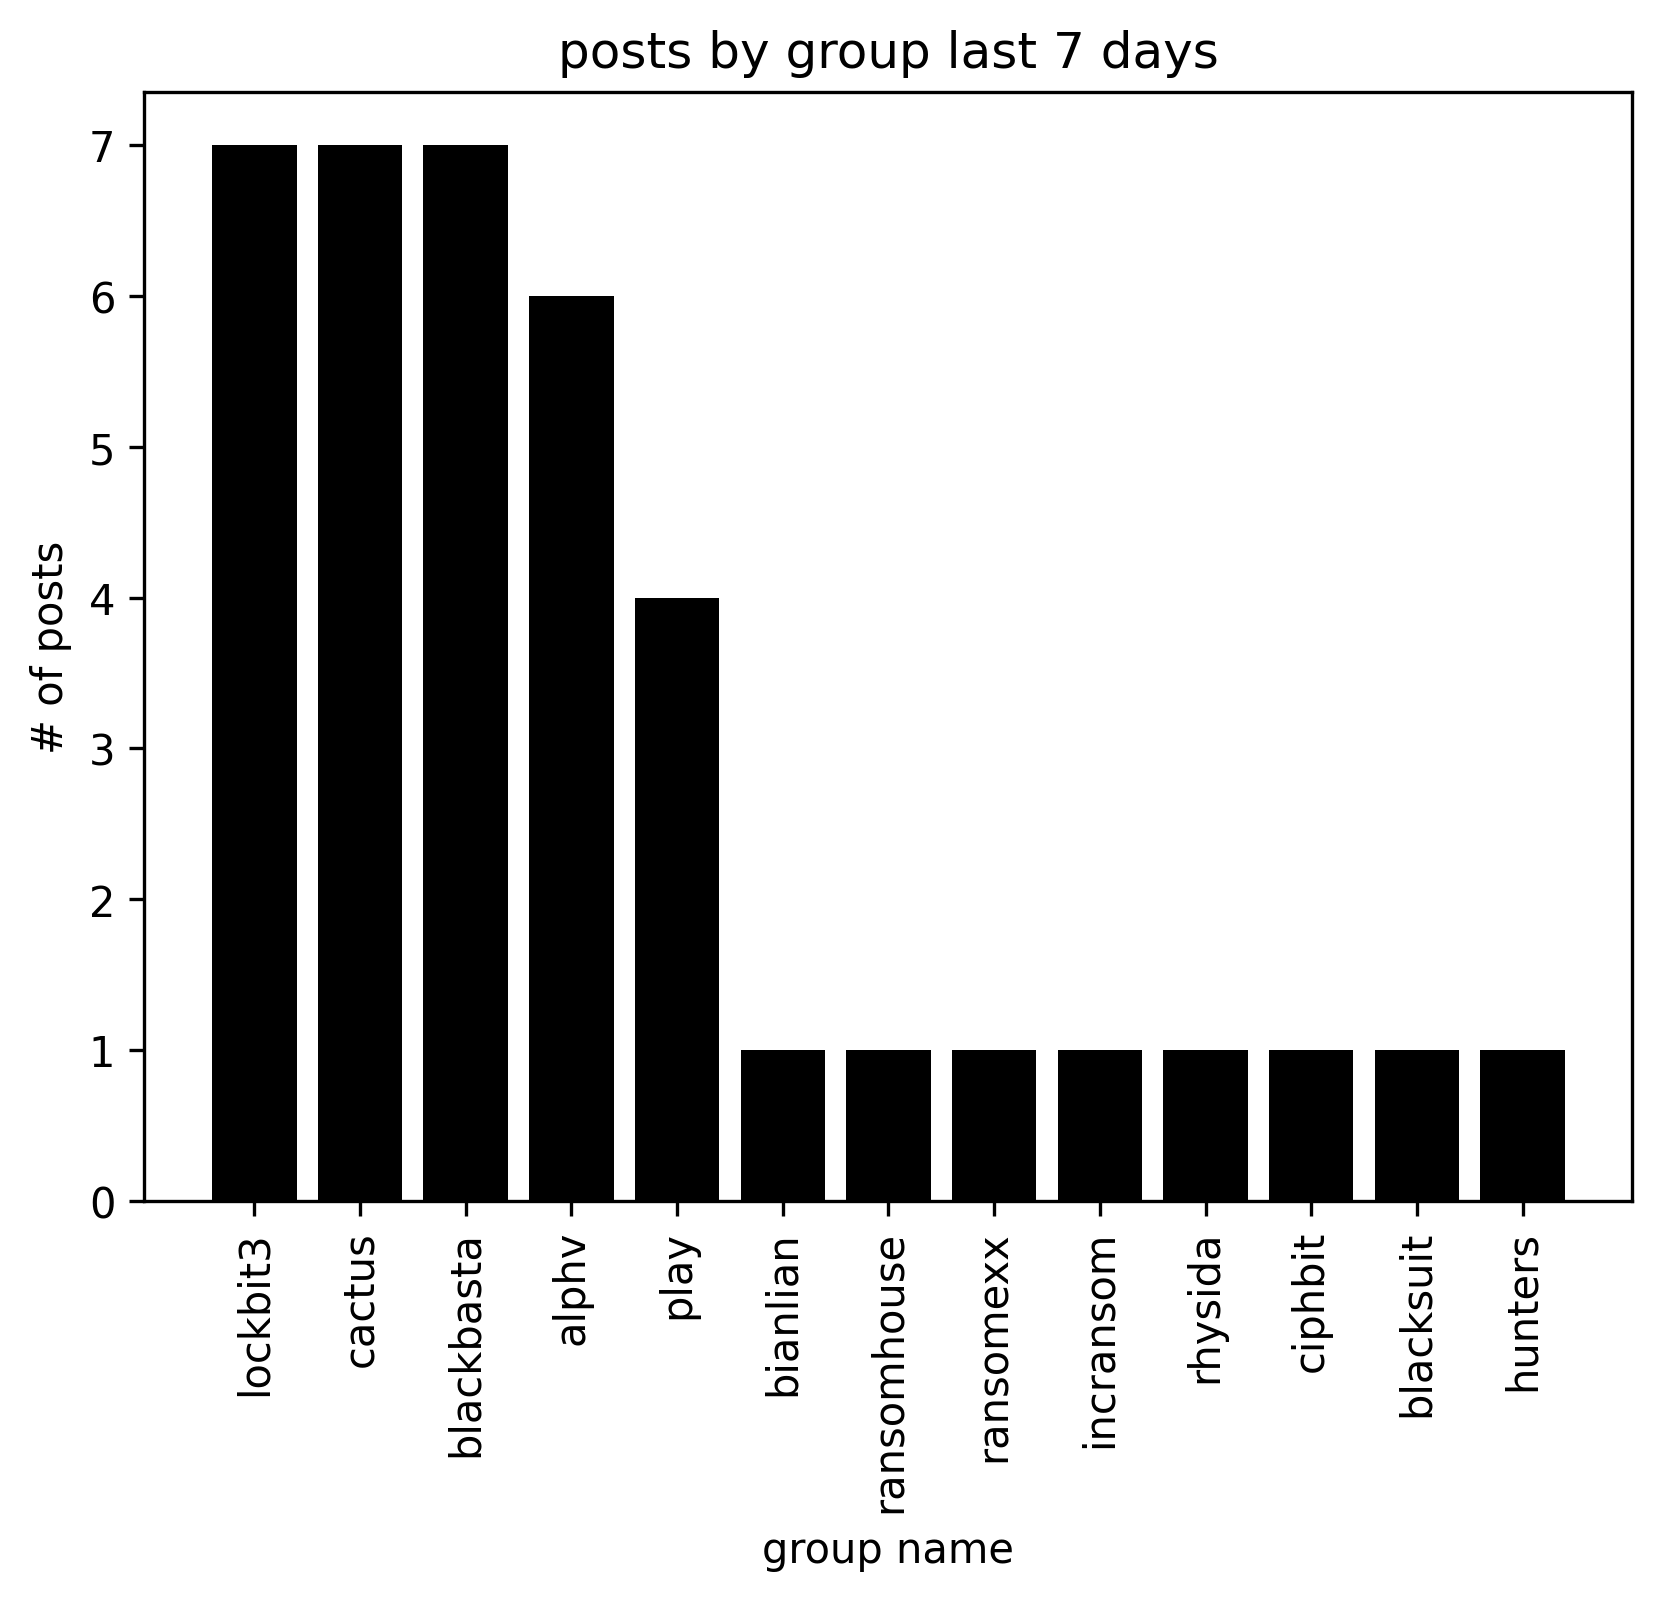 posts by group last 7 days
# of posts
7
6
5
4
3
2
1
0
lockbit3
cactus
blackbasta
alphv
play
bianlian
ransomhouse
ransomexx
incransom
rhysida
ciphbit
blacksuit
hunters
group name